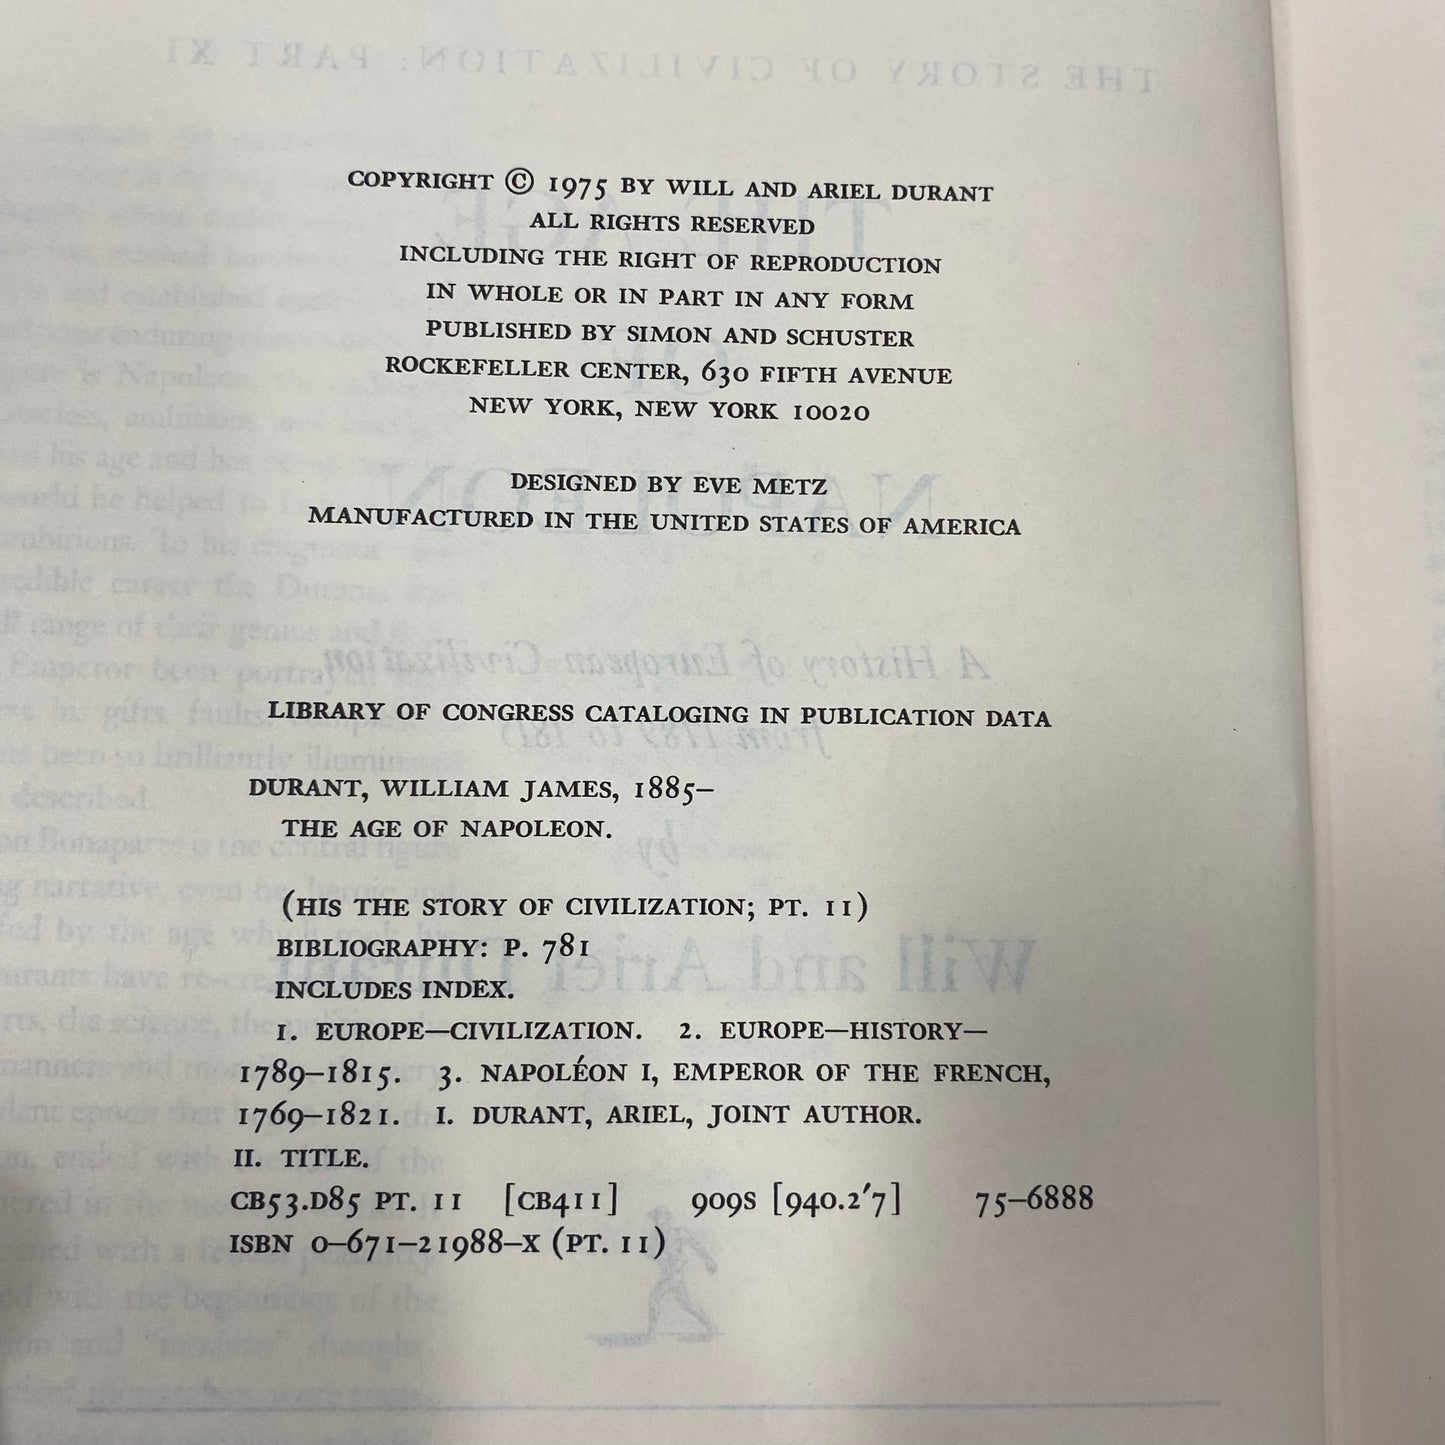 COPYRIGHT © 1975 BY WILL AND ARIEL DURANT
ALL RIGHTS RESERVED
INCLUDING THE RIGHT OF REPRODUCTION
IN WHOLE OR IN PART IN ANY FORM
PUBLISHED BY SIMON AND SCHUSTER
ROCKEFELLER CENTER, 630 FIFTH AVENUE
NEW YORK, NEW YORK 10020
DESIGNED BY EVE METZ
MANUFACTURED IN THE UNITED STATES OF AMERICA
LIBRARY OF CONGRESS CATALOGING IN PUBLICATION DATA
DURANT, WILLIAM JAMES, 1885–
THE AGE OF NAPOLEON.
(HIS THE STORY OF CIVILIZATION; PT. 11)
BIBLIOGRAPHY: P. 781
INCLUDES INDEX.
1. EUROPE—CIVILIZATION. 2. EUROPE—HISTORY—
1789–1815. 3. NAPOLÉON I, EMPEROR OF THE FRENCH,
1769–1821. I. DURANT, ARIEL, JOINT AUTHOR.
II. TITLE.
CB53.D85 PT. 11 [CB411] 909S [940.2′7] 75–6888
ISBN 0–671–21988–X (PT. 11)